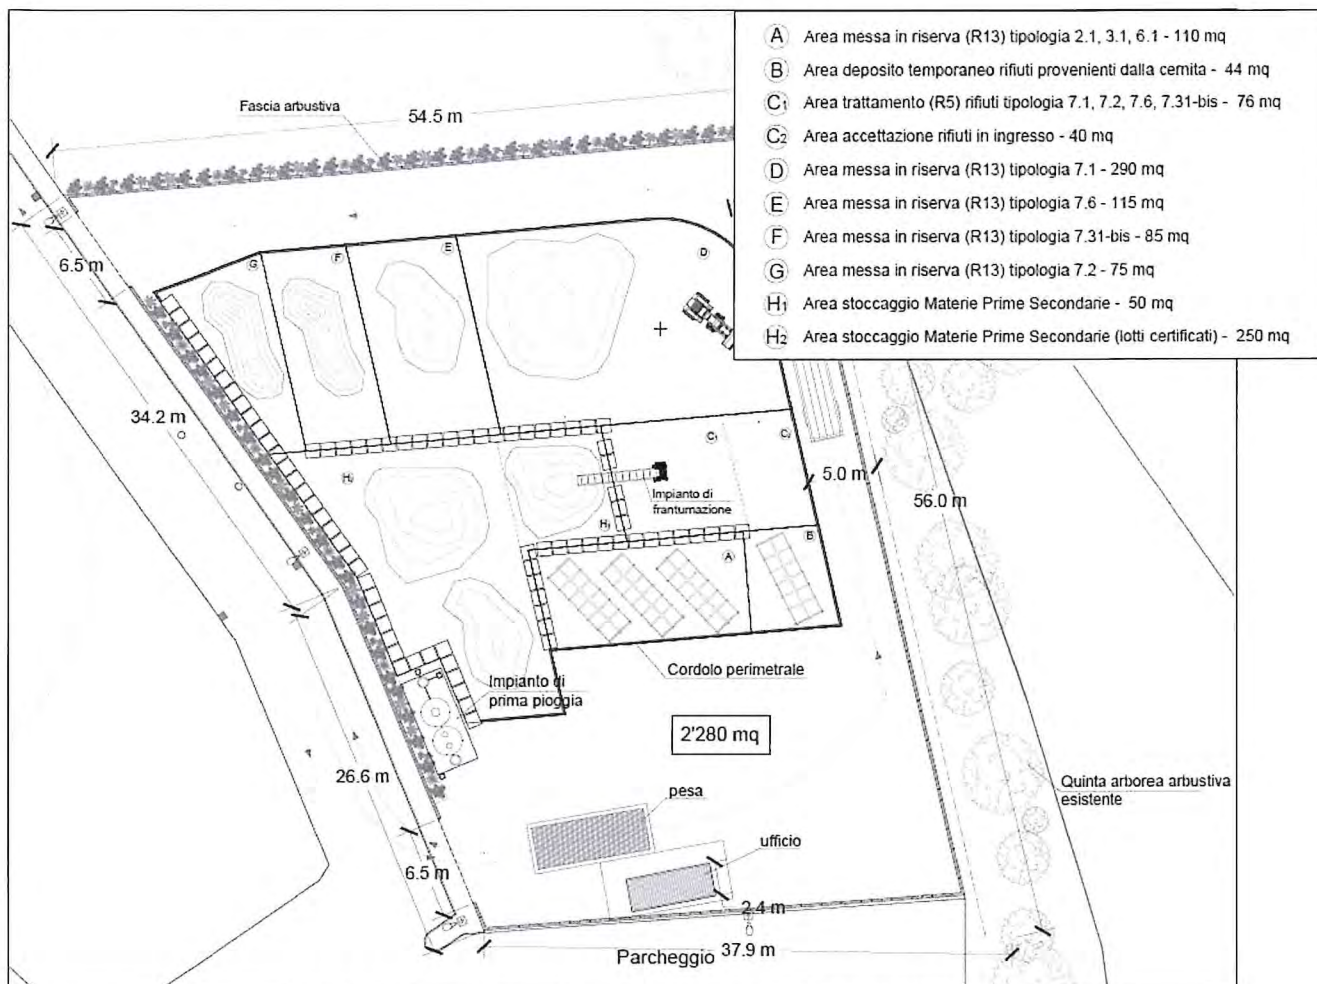 Ⓐ Area messa in riserva (R13) tipologia 2.1, 3.1, 6.1 - 110 mq
Ⓑ Area deposito temporaneo rifiuti provenienti dalla cernita - 44 mq
C1 Area trattamento (R5) rifiuti tipologia 7.1, 7.2, 7.6, 7.31-bis - 76 mq
C2 Area accettazione rifiuti in ingresso - 40 mq
Ⓓ Area messa in riserva (R13) tipologia 7.1 - 290 mq
Ⓔ Area messa in riserva (R13) tipologia 7.6 - 115 mq
Ⓕ Area messa in riserva (R13) tipologia 7.31-bis - 85 mq
Ⓖ Area messa in riserva (R13) tipologia 7.2 - 75 mq
H1 Area stoccaggio Materie Prime Secondarie - 50 mq
H2 Area stoccaggio Materie Prime Secondarie (lotti certificati) - 250 mq
Fascia arbustiva
54.5 m
6.5 m
G
F
E
D
34.2 m
C1
C2
5.0 m
56.0 m
Impianto di
frantumazione
H1
A
B
Cordolo perimetrale
Impianto di
prima pioggia
2'280 mq
26.6 m
pesa
Quinta arborea arbustiva
esistente
ufficio
6.5 m
2.4 m
Parcheggio
37.9 m